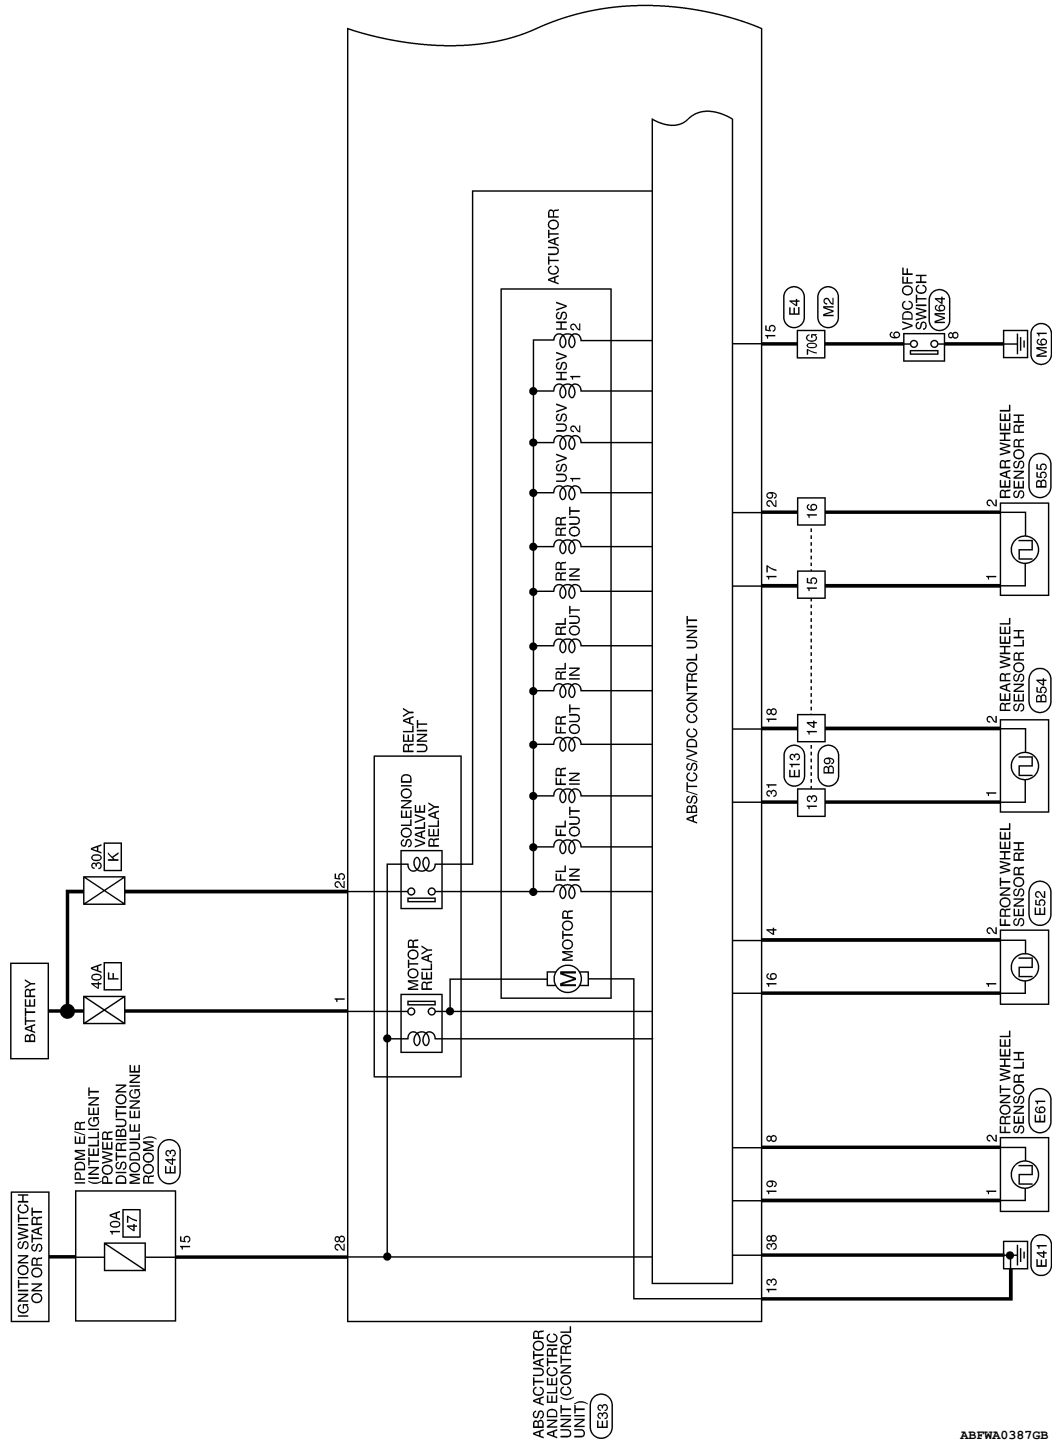 IGNITION SWITCH
ON OR START
BATTERY
IPDM E/R
(INTELLIGENT
POWER
DISTRIBUTION
MODULE ENGINE
ROOM)
E43
10A
47
15
40A
F
30A
K
28
1
25
ABS ACTUATOR
AND ELECTRIC
UNIT (CONTROL
UNIT)
E33
RELAY
UNIT
MOTOR
RELAY
SOLENOID
VALVE
RELAY
ACTUATOR
MOTOR
M
FL
IN
FL
OUT
FR
IN
FR
OUT
RL
IN
RL
OUT
RR
IN
RR
OUT
USV
1
USV
2
HSV
1
HSV
2
ABS/TCS/VDC CONTROL UNIT
13
38
19
8
16
4
31
18
17
29
15
E13
B9
13
14
15
16
E4
M2
70G
E41
1
2
FRONT WHEEL
SENSOR LH
E61
1
2
FRONT WHEEL
SENSOR RH
E52
1
2
REAR WHEEL
SENSOR LH
B54
1
2
REAR WHEEL
SENSOR RH
B55
6
8
VDC OFF
SWITCH
M64
M61
ABFWA0387GB